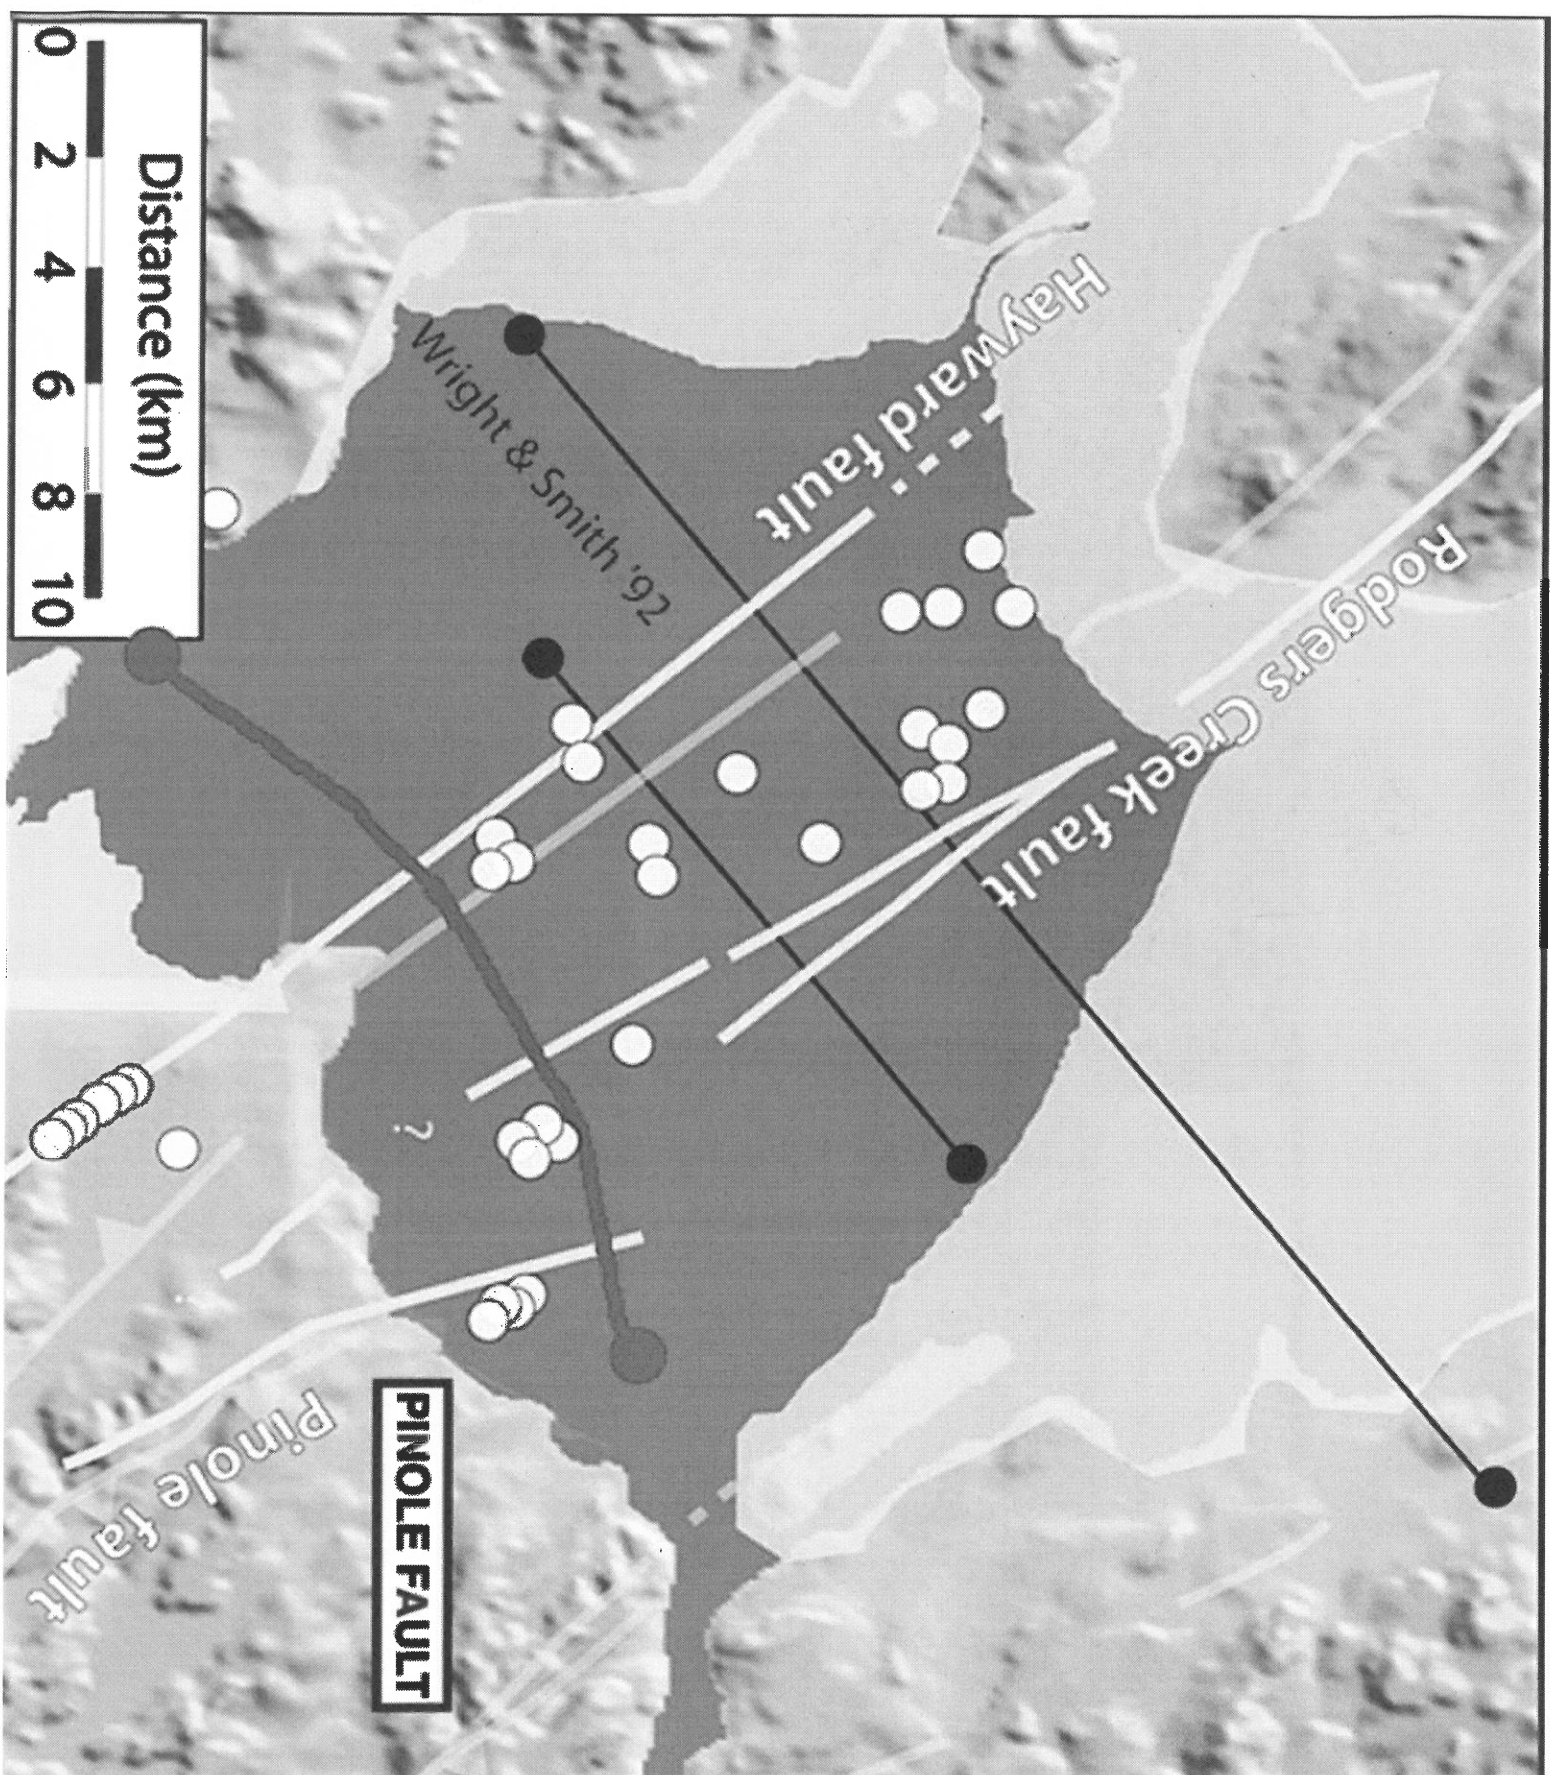 Hayward fault
Rodgers Creek fault
Wright & Smith '92
?
Pinole fault
PINOLE FAULT
Distance (km)
0 2 4 6 8 10